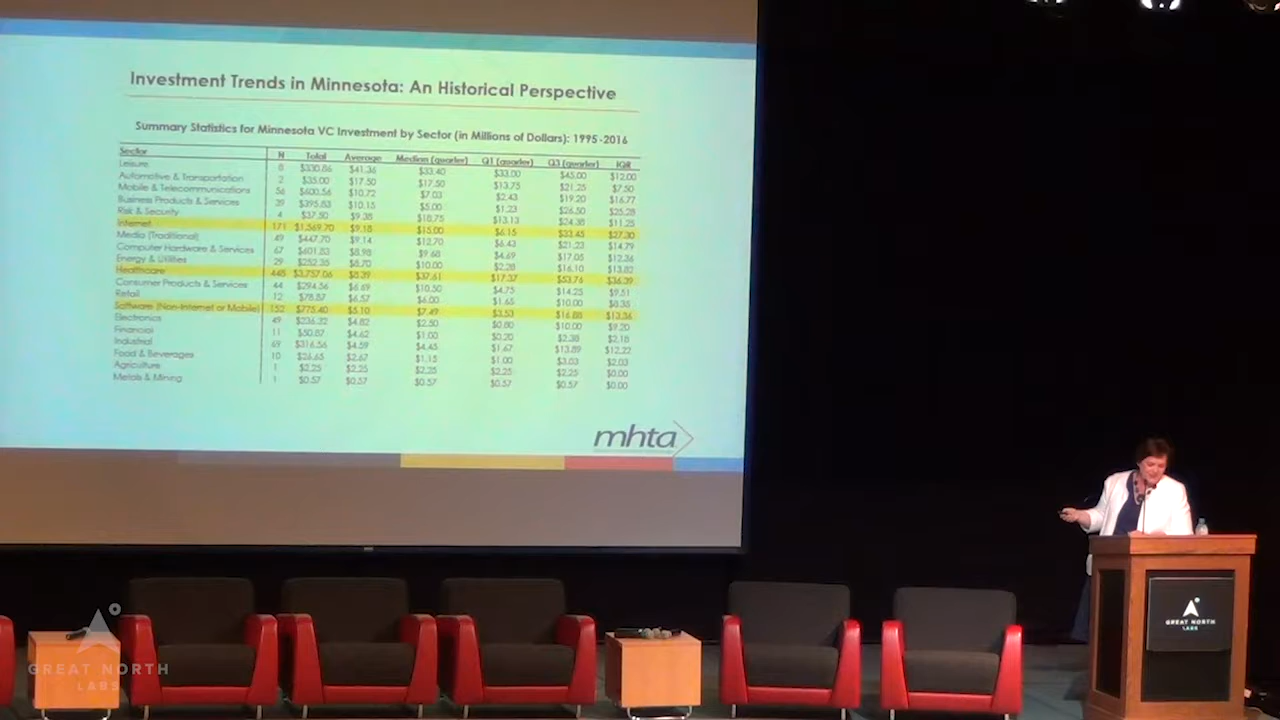 Investment Trends in Minnesota: An Historical Perspective
Summary Statistics for Minnesota VC Investment by Sector (in Millions of Dollars): 1995-2016
Sector N Total Average Median (quarter) Q1 (quarter) Q3 (quarter) IQR
Leisure 8 $330.86 $41.36 $33.40 $33.00 $45.00 $12.00
Automotive & Transportation 2 $35.00 $17.50 $17.50 $13.75 $21.25 $7.50
Mobile & Telecommunications 56 $600.56 $10.72 $7.03 $2.43 $19.20 $16.77
Business Products & Services 39 $395.83 $10.15 $5.00 $1.23 $26.50 $25.28
Risk & Security 4 $37.50 $9.38 $18.75 $13.13 $24.38 $11.25
Internet 171 $1,569.70 $9.18 $15.00 $6.15 $33.45 $27.30
Media (Traditional) 49 $447.70 $9.14 $12.70 $6.43 $21.23 $14.79
Computer Hardware & Services 67 $601.83 $8.98 $9.68 $4.69 $17.05 $12.36
Energy & Utilities 29 $252.35 $8.70 $10.00 $2.28 $16.10 $13.82
Healthcare 448 $3,757.06 $8.39 $37.61 $17.37 $53.76 $36.39
Consumer Products & Services 44 $294.56 $6.69 $10.50 $4.75 $14.25 $9.51
Retail 12 $78.87 $6.57 $6.00 $1.65 $10.00 $8.35
Software (Non-Internet or Mobile) 152 $775.40 $5.10 $7.49 $3.53 $16.88 $13.36
Electronics 49 $236.32 $4.82 $2.50 $0.80 $10.00 $9.20
Financial 11 $50.87 $4.62 $1.00 $0.20 $2.38 $2.18
Industrial 69 $316.56 $4.59 $4.45 $1.67 $13.89 $12.22
Food & Beverages 10 $26.65 $2.67 $1.15 $1.00 $3.03 $2.03
Agriculture 1 $2.25 $2.25 $2.25 $2.25 $2.25 $0.00
Metals & Mining 1 $0.57 $0.57 $0.57 $0.57 $0.57 $0.00
mhta
GREAT NORTH
LABS
GREAT NORTH
LABS